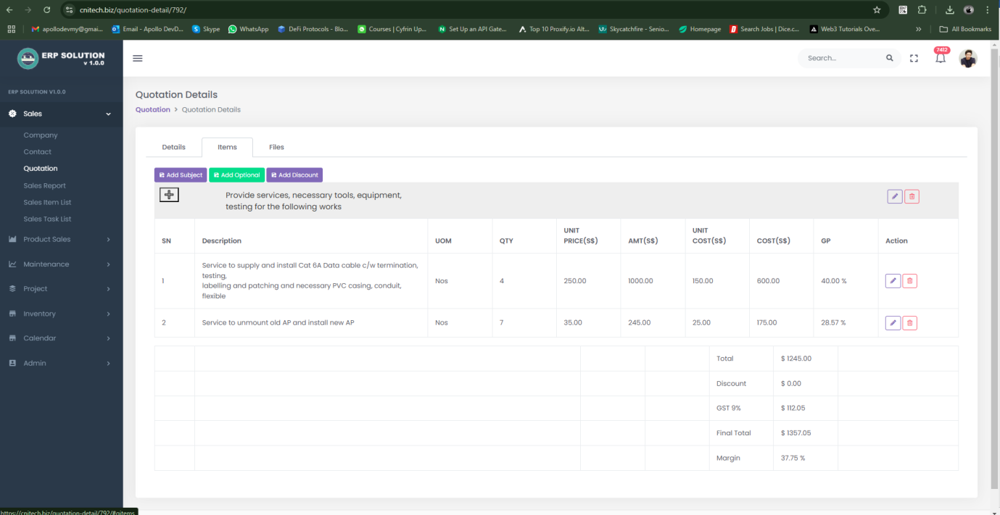 cnitech.biz/quotation-detail/792/
apollodevmy@gmai...
Email - Apollo DevD...
Skype
WhatsApp
DeFi Protocols - Blo...
Courses | Cyfrin Up...
Set Up an API Gate...
Top 10 Proxify.io Alt...
Skycatchfire - Senio...
Homepage
Search Jobs | Dice.c...
Web3 Tutorials Ove...
»
All Bookmarks
ERP SOLUTION
v 1.0.0
Search...
7412
ERP SOLUTION V1.0.0
Sales
Company
Contact
Quotation
Sales Report
Sales Item List
Sales Task List
Product Sales
Maintenance
Project
Inventory
Calendar
Admin
Quotation Details
Quotation > Quotation Details
Details Items Files
Add Subject Add Optional Add Discount
Provide services, necessary tools, equipment,
testing for the following works
SN Description UOM QTY UNIT PRICE(S$) AMT(S$) UNIT COST(S$) COST(S$) GP Action
1
Service to supply and install Cat 6A Data cable c/w termination,
testing,
labelling and patching and necessary PVC casing, conduit,
flexible
Nos 4 250.00 1000.00 150.00 600.00 40.00 %
2 Service to unmount old AP and install new AP Nos 7 35.00 245.00 25.00 175.00 28.57 %
Total $ 1245.00
Discount $ 0.00
GST 9% $ 112.05
Final Total $ 1357.05
Margin 37.75 %
https://cnitech.biz/quotation-detail/792/#qitems